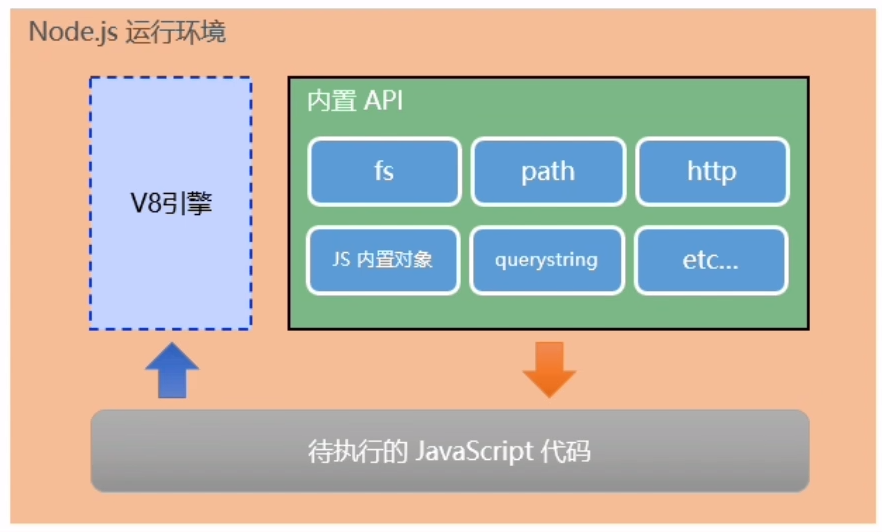 Node.js 运行环境
内置 API
V8引擎
fs
path
http
JS 内置对象
querystring
etc...
待执行的 JavaScript 代码